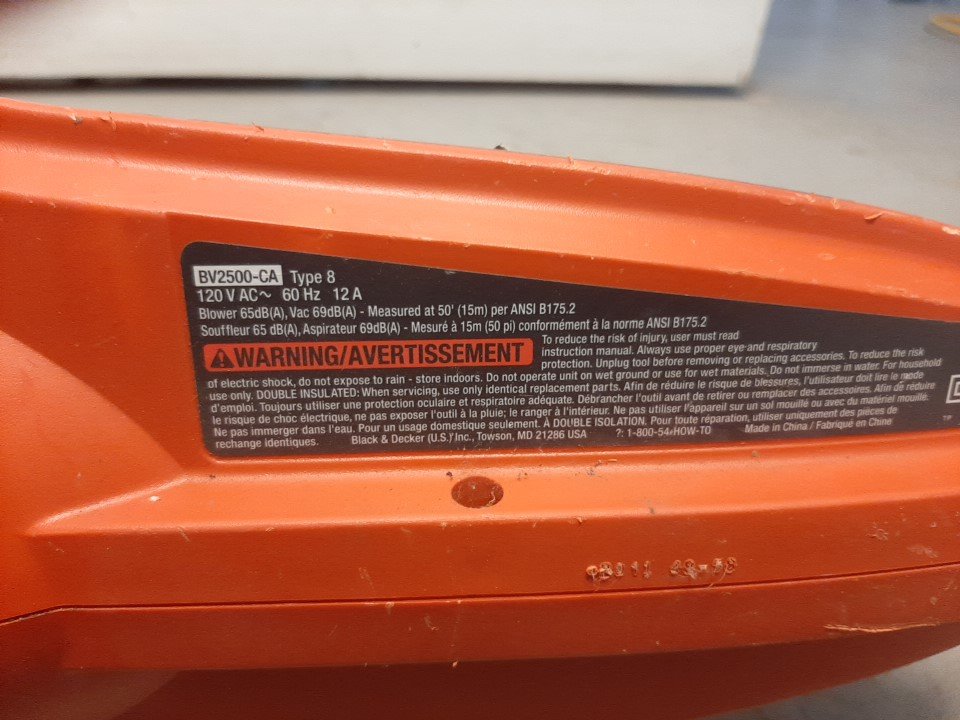 BV2500-CA Type 8
120 V AC~ 60 Hz 12 A
Blower 65dB(A), Vac 69dB(A) - Measured at 50' (15m) per ANSI B175.2
Souffleur 65 dB(A), Aspirateur 69dB(A) - Mesuré à 15m (50 pi) conformément à la norme ANSI B175.2
WARNING/AVERTISSEMENT
To reduce the risk of injury, user must read
instruction manual. Always use proper eye and respiratory
protection. Unplug tool before removing or replacing accessories. To reduce the risk
of electric shock, do not expose to rain - store indoors. Do not operate unit on wet ground or use for wet materials. Do not immerse in water. For household
use only. DOUBLE INSULATED: When servicing, use only identical replacement parts. Afin de réduire le risque de blessures, l'utilisateur doit lire le mode
d'emploi. Toujours utiliser une protection oculaire et respiratoire adéquate. Débrancher l'outil avant de retirer ou remplacer des accessoires. Afin de réduire
le risque de choc électrique, ne pas exposer l'outil à la pluie; le ranger à l'intérieur. Ne pas utiliser l'appareil sur un sol mouillé ou avec du matériel mouillé.
Ne pas immerger dans l'eau. Pour un usage domestique seulement. À DOUBLE ISOLATION. Pour toute réparation, utiliser uniquement des pièces de
rechange identiques. Black & Decker (U.S.) Inc., Towson, MD 21286 USA ?: 1-800-54-HOW-TO Made in China / Fabriqué en Chine